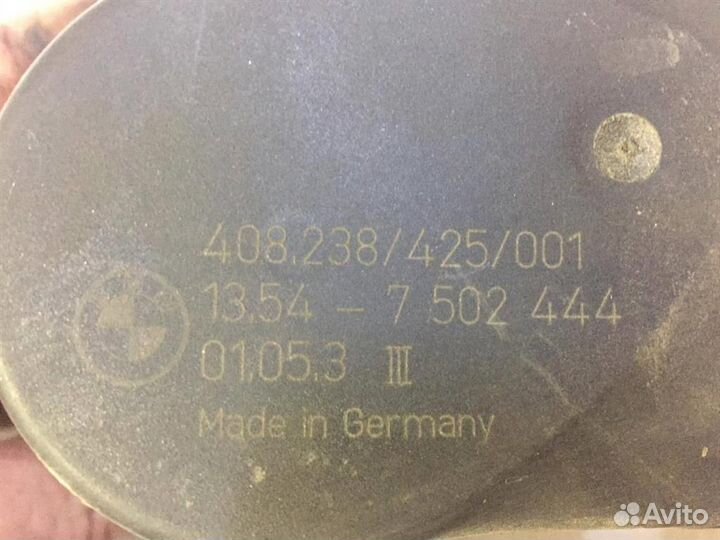 408.238/425/001
13.54 - 7 502 444
01.05.3 III
Made in Germany
Avito